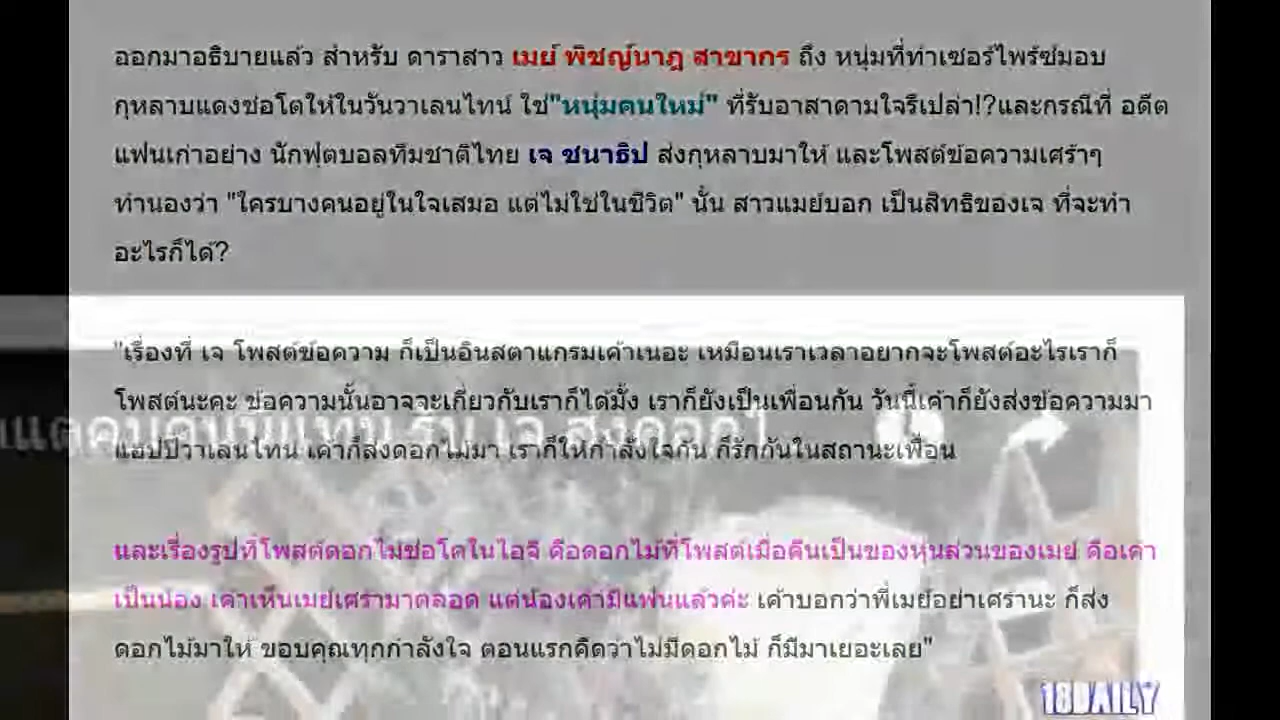 ออกมาอธิบายแล้ว สำหรับ ดาราสาว เมย์ พิชญ์นาฏ สาขากร ถึง หนุ่มที่ทำเซอร์ไพร์ซมอบ
กุหลาบแดงช่อโตให้ในวันวาเลนไทน์ ใช่"หนุ่มคนใหม่" ที่รับอาสาดามใจรึเปล่า!?และกรณีที่ อดีต
แฟนเก่าอย่าง นักฟุตบอลทีมชาติไทย เจ ชนาธิป ส่งกุหลาบมาให้ และโพสต์ข้อความเศร้าๆ
ทำนองว่า "ใครบางคนอยู่ในใจเสมอ แต่ไม่ใช่ในชีวิต" นั้น สาวแมย์บอก เป็นสิทธิของเจ ที่จะทำ
อะไรก็ได้?
"เรื่องที่ เจ โพสต์ข้อความ ก็เป็นอินสตาแกรมเค้าเนอะ เหมือนเราเวลาอยากจะโพสต์อะไรเราก็
โพสต์นะคะ ข้อความนั้นอาจจะเกี่ยวกับเราก็ได้มั้ง เราก็ยังเป็นเพื่อนกัน วันนี้เค้าก็ยังส่งข้อความมา
แฮปปี้วาเลนไทน์ เค้าก็ส่งดอกไม้มา เราก็ให้กำลังใจกัน ก็รักกันในสถานะเพื่อน
เจ ส่งดอกไ
และเรื่องรูปที่โพสต์ดอกไม้ช่อโตในไอจี คือดอกไม้ที่โพสต์เมื่อคืนเป็นของหุ้นส่วนของเมย์ คือเค้า
เป็นน้อง เค้าเห็นเมย์เศร้ามาตลอด แต่น้องเค้ามีแฟนแล้วค่ะ เค้าบอกว่าพี่เมย์อย่าเศร้านะ ก็ส่ง
ดอกไม้มาให้ ขอบคุณทุกกำลังใจ ตอนแรกคิดว่าไม่มีดอกไม้ ก็มีมาเยอะเลย"
18DAILY